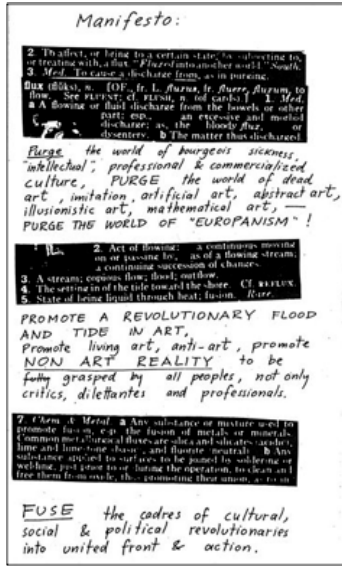 Manifesto:
2. To affect, or bring to a certain state, by subjecting to,
or treating with, a flux. "Fluxed into another world." South.
3. Med. To cause a discharge from, as in purging.
flux (flŭks), n. [OF., fr. L. fluxus, fr. fluere, fluxum, to
flow. See FLUENT; cf. FLUSH, n. (of cards).] 1. Med.
a A flowing or fluid discharge from the bowels or other
part; esp., an excessive and morbid
discharge; as, the bloody flux, or
dysentery. b The matter thus discharged.
Purge the world of bourgeois sickness,
"intellectual", professional & commercialized
culture, PURGE the world of dead
art, imitation, artificial art, abstract art,
illusionistic art, mathematical art, —
PURGE THE WORLD OF "EUROPANISM"!
2. Act of flowing: a continuous moving
on or passing by, as of a flowing stream;
a continuing succession of changes.
3. A stream; copious flow; flood; outflow.
4. The setting in of the tide toward the shore. Cf. REFLUX.
5. State of being liquid through heat; fusion. Rare.
PROMOTE A REVOLUTIONARY FLOOD
AND TIDE IN ART,
Promote living art, anti-art, promote
NON ART REALITY to be
fully grasped by all peoples, not only
critics, dilettantes and professionals.
7. Chem. & Metal. a Any substance or mixture used to
promote fusion, esp. the fusion of metals or minerals.
Common metallurgical fluxes are silica and silicates (acidic),
lime and limestone (basic), and fluorite (neutral). b Any
substance applied to surfaces to be joined by soldering or
welding, just prior to or during the operation, to clean and
free them from oxide, thus promoting their union, as rosin.
FUSE the cadres of cultural,
social & political revolutionaries
into united front & action.